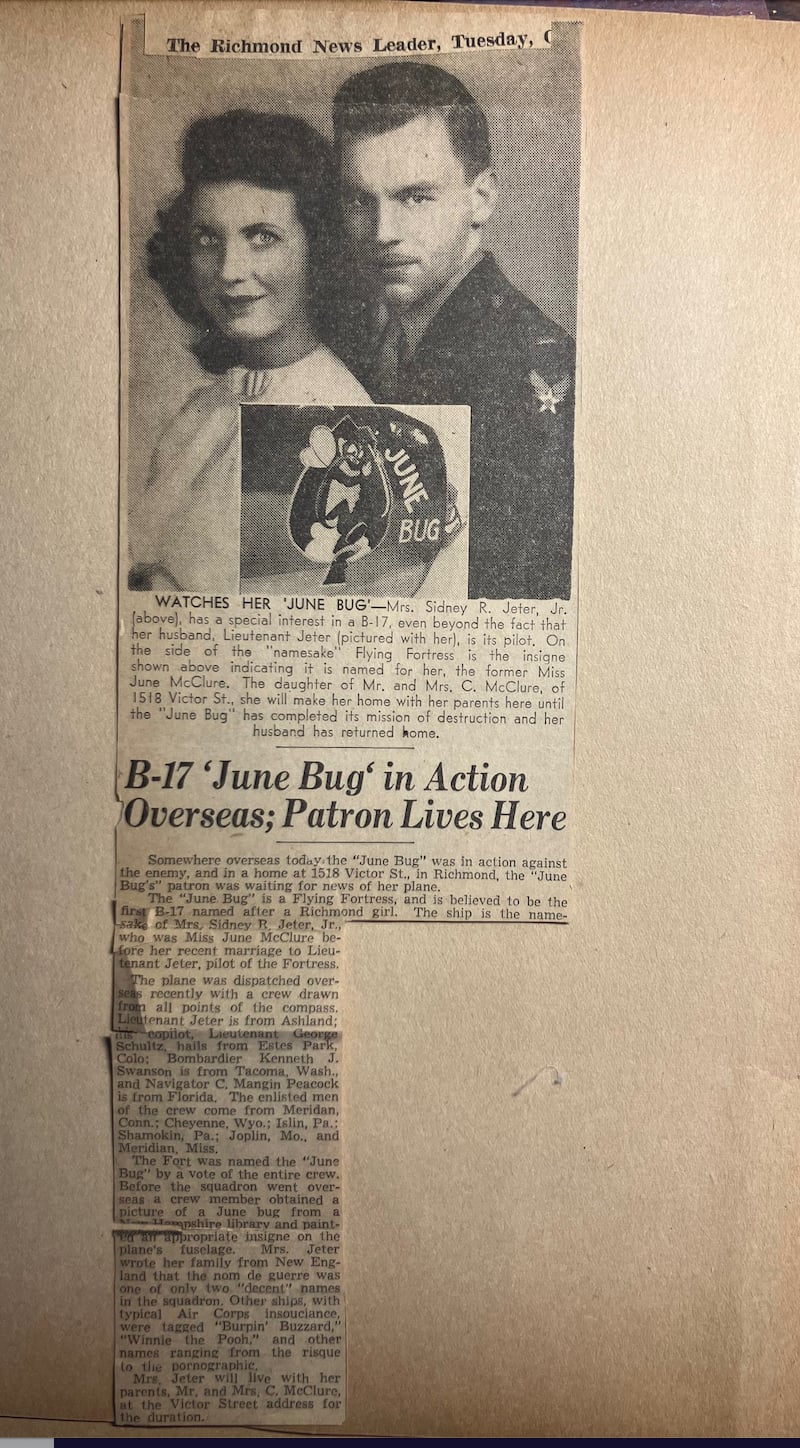 The Richmond News Leader, Tuesday,
JUNE
BUG
WATCHES HER 'JUNE BUG'—Mrs. Sidney R. Jeter, Jr.
(above), has a special interest in a B-17, even beyond the fact that
her husband, Lieutenant Jeter (pictured with her), is its pilot. On
the side of the "namesake" Flying Fortress is the insigne
shown above indicating it is named for her, the former Miss
June McClure. The daughter of Mr. and Mrs. C. McClure, of
1518 Victor St., she will make her home with her parents here until
the "June Bug" has completed its mission of destruction and her
husband has returned home.
B-17 ‘June Bug‘ in Action
Overseas; Patron Lives Here
Somewhere overseas today the "June Bug" was in action against
the enemy, and in a home at 1518 Victor St., in Richmond, the "June
Bug's" patron was waiting for news of her plane.
The "June Bug" is a Flying Fortress, and is believed to be the
first B-17 named after a Richmond girl. The ship is the name-
sake of Mrs. Sidney R. Jeter, Jr.,
who was Miss June McClure be-
fore her recent marriage to Lieu-
tenant Jeter, pilot of the Fortress.
The plane was dispatched over-
seas recently with a crew drawn
from all points of the compass.
Lieutenant Jeter is from Ashland;
his copilot, Lieutenant George
Schultz, hails from Estes Park,
Colo; Bombardier Kenneth J.
Swanson is from Tacoma, Wash.,
and Navigator C. Mangin Peacock
is from Florida. The enlisted men
of the crew come from Meridan,
Conn.; Cheyenne, Wyo.; Islin, Pa.;
Shamokin, Pa.; Joplin, Mo., and
Meridian, Miss.
The Fort was named the "June
Bug" by a vote of the entire crew.
Before the squadron went over-
seas a crew member obtained a
picture of a June bug from a
New Hampshire library and paint-
ed an appropriate insigne on the
plane's fuselage. Mrs. Jeter
wrote her family from New Eng-
land that the nom de guerre was
one of only two "decent" names
in the squadron. Other ships, with
typical Air Corps insouciance,
were tagged "Burpin' Buzzard,"
"Winnie the Pooh," and other
names ranging from the risque
to the pornographic.
Mrs. Jeter will live with her
parents, Mr. and Mrs. C. McClure,
at the Victor Street address for
the duration.